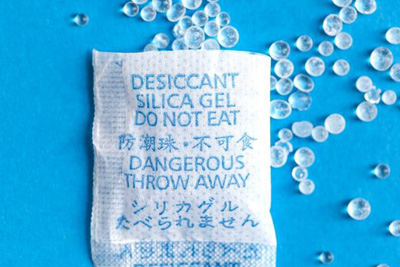 DESICCANT
SILICA GEL
DO NOT EAT
防潮珠・不可食
DANGEROUS
THROW AWAY
シリカゲル
たべられません
DESICCANT